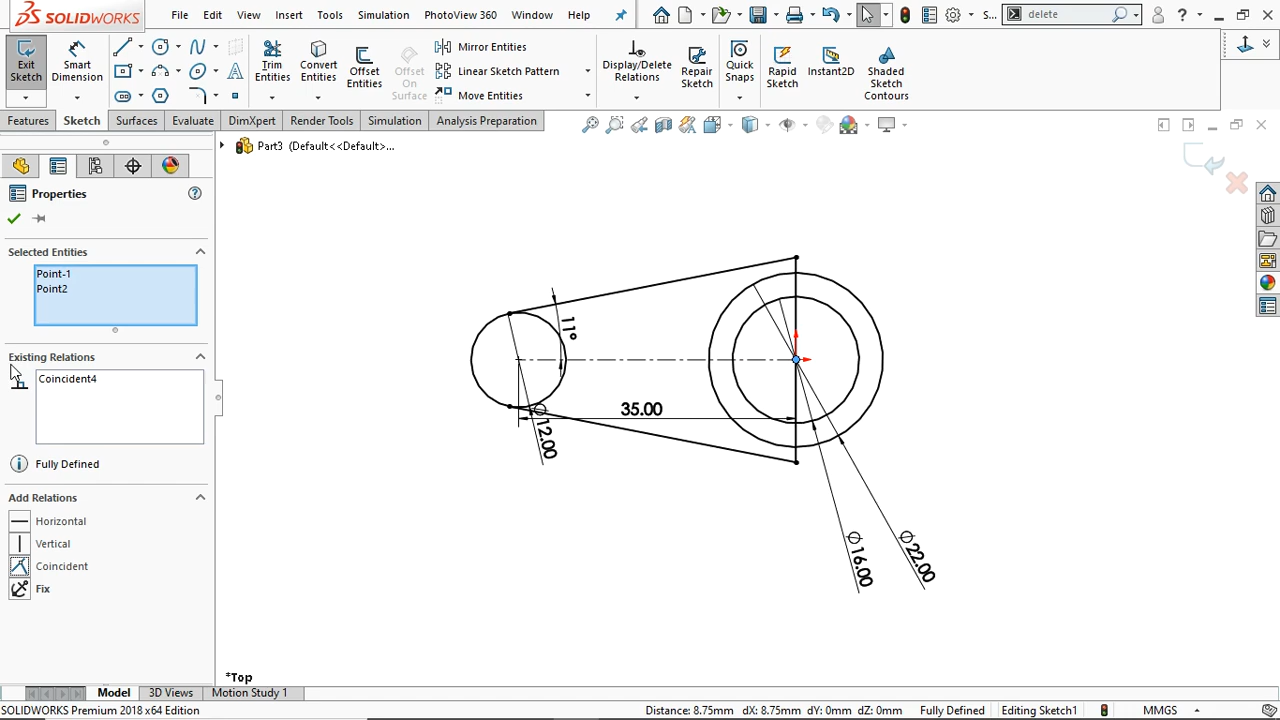 SOLIDWORKS File Edit View Insert Tools Simulation PhotoView 360 Window Help s... delete ?
Exit Sketch
Smart Dimension
Trim Entities
Convert Entities
Offset Entities
Offset On Surface
Mirror Entities
Linear Sketch Pattern
Move Entities
Display/Delete Relations
Repair Sketch
Quick Snaps
Rapid Sketch
Instant2D
Shaded Sketch Contours
Features Sketch Surfaces Evaluate DimXpert Render Tools Simulation Analysis Preparation
Part3 (Default<<Default>...
Properties
Selected Entities
Point-1
Point2
Existing Relations
Coincident4
Fully Defined
Add Relations
Horizontal
Vertical
Coincident
Fix
11°
35.00
∅12.00
∅16.00
∅22.00
*Top
Model 3D Views Motion Study 1
SOLIDWORKS Premium 2018 x64 Edition Distance: 8.75mm dX: 8.75mm dY: 0mm dZ: 0mm Fully Defined Editing Sketch1 MMGS